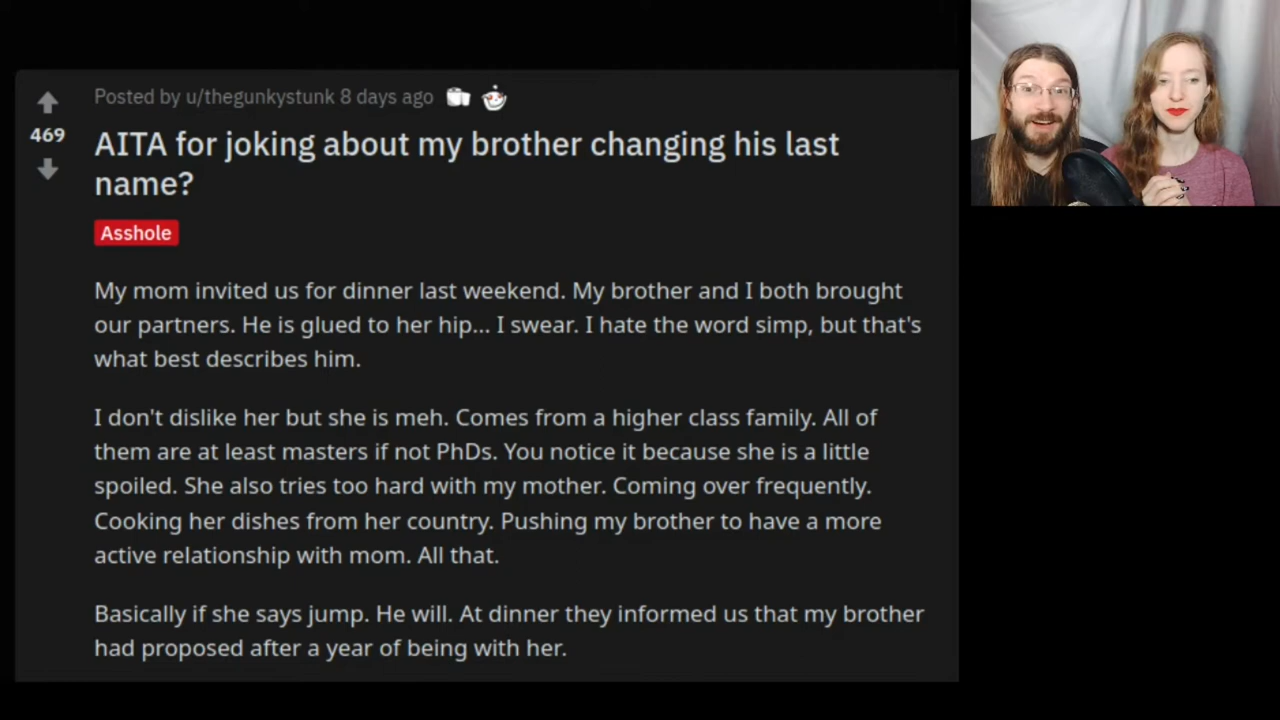 Posted by u/thegunkystunk 8 days ago
469
AITA for joking about my brother changing his last
name?
Asshole
My mom invited us for dinner last weekend. My brother and I both brought
our partners. He is glued to her hip... I swear. I hate the word simp, but that's
what best describes him.
I don't dislike her but she is meh. Comes from a higher class family. All of
them are at least masters if not PhDs. You notice it because she is a little
spoiled. She also tries too hard with my mother. Coming over frequently.
Cooking her dishes from her country. Pushing my brother to have a more
active relationship with mom. All that.
Basically if she says jump. He will. At dinner they informed us that my brother
had proposed after a year of being with her.